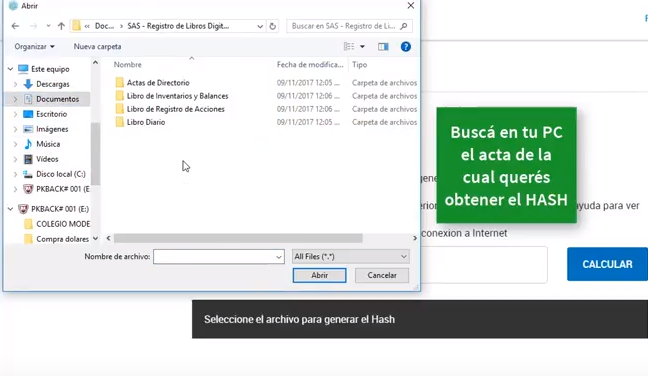 Abrir
« Doc... > SAS - Registro de Libros Digit...
Buscar en SAS - Registro de Li...
Organizar
Nueva carpeta
Nombre
Fecha de modifica...
Tipo
Este equipo
Descargas
Documentos
Escritorio
Imágenes
Música
Vídeos
Disco local (C:)
PKBACK# 001 (E:)
PKBACK# 001 (E:)
COLEGIO MODE
Compra dolares
Actas de Directorio 09/11/2017 12:05 ... Carpeta de archivos
Libro de Inventarios y Balances 09/11/2017 12:06 ... Carpeta de archivos
Libro de Registro de Acciones 09/11/2017 12:06 ... Carpeta de archivos
Libro Diario 09/11/2017 12:05 ... Carpeta de archivos
Nombre de archivo:
All Files (*.*)
Abrir
Cancelar
Buscá en tu PC
el acta de la
cual querés
obtener el HASH
ayuda para ver
conexion a Internet
CALCULAR
Seleccione el archivo para generar el Hash